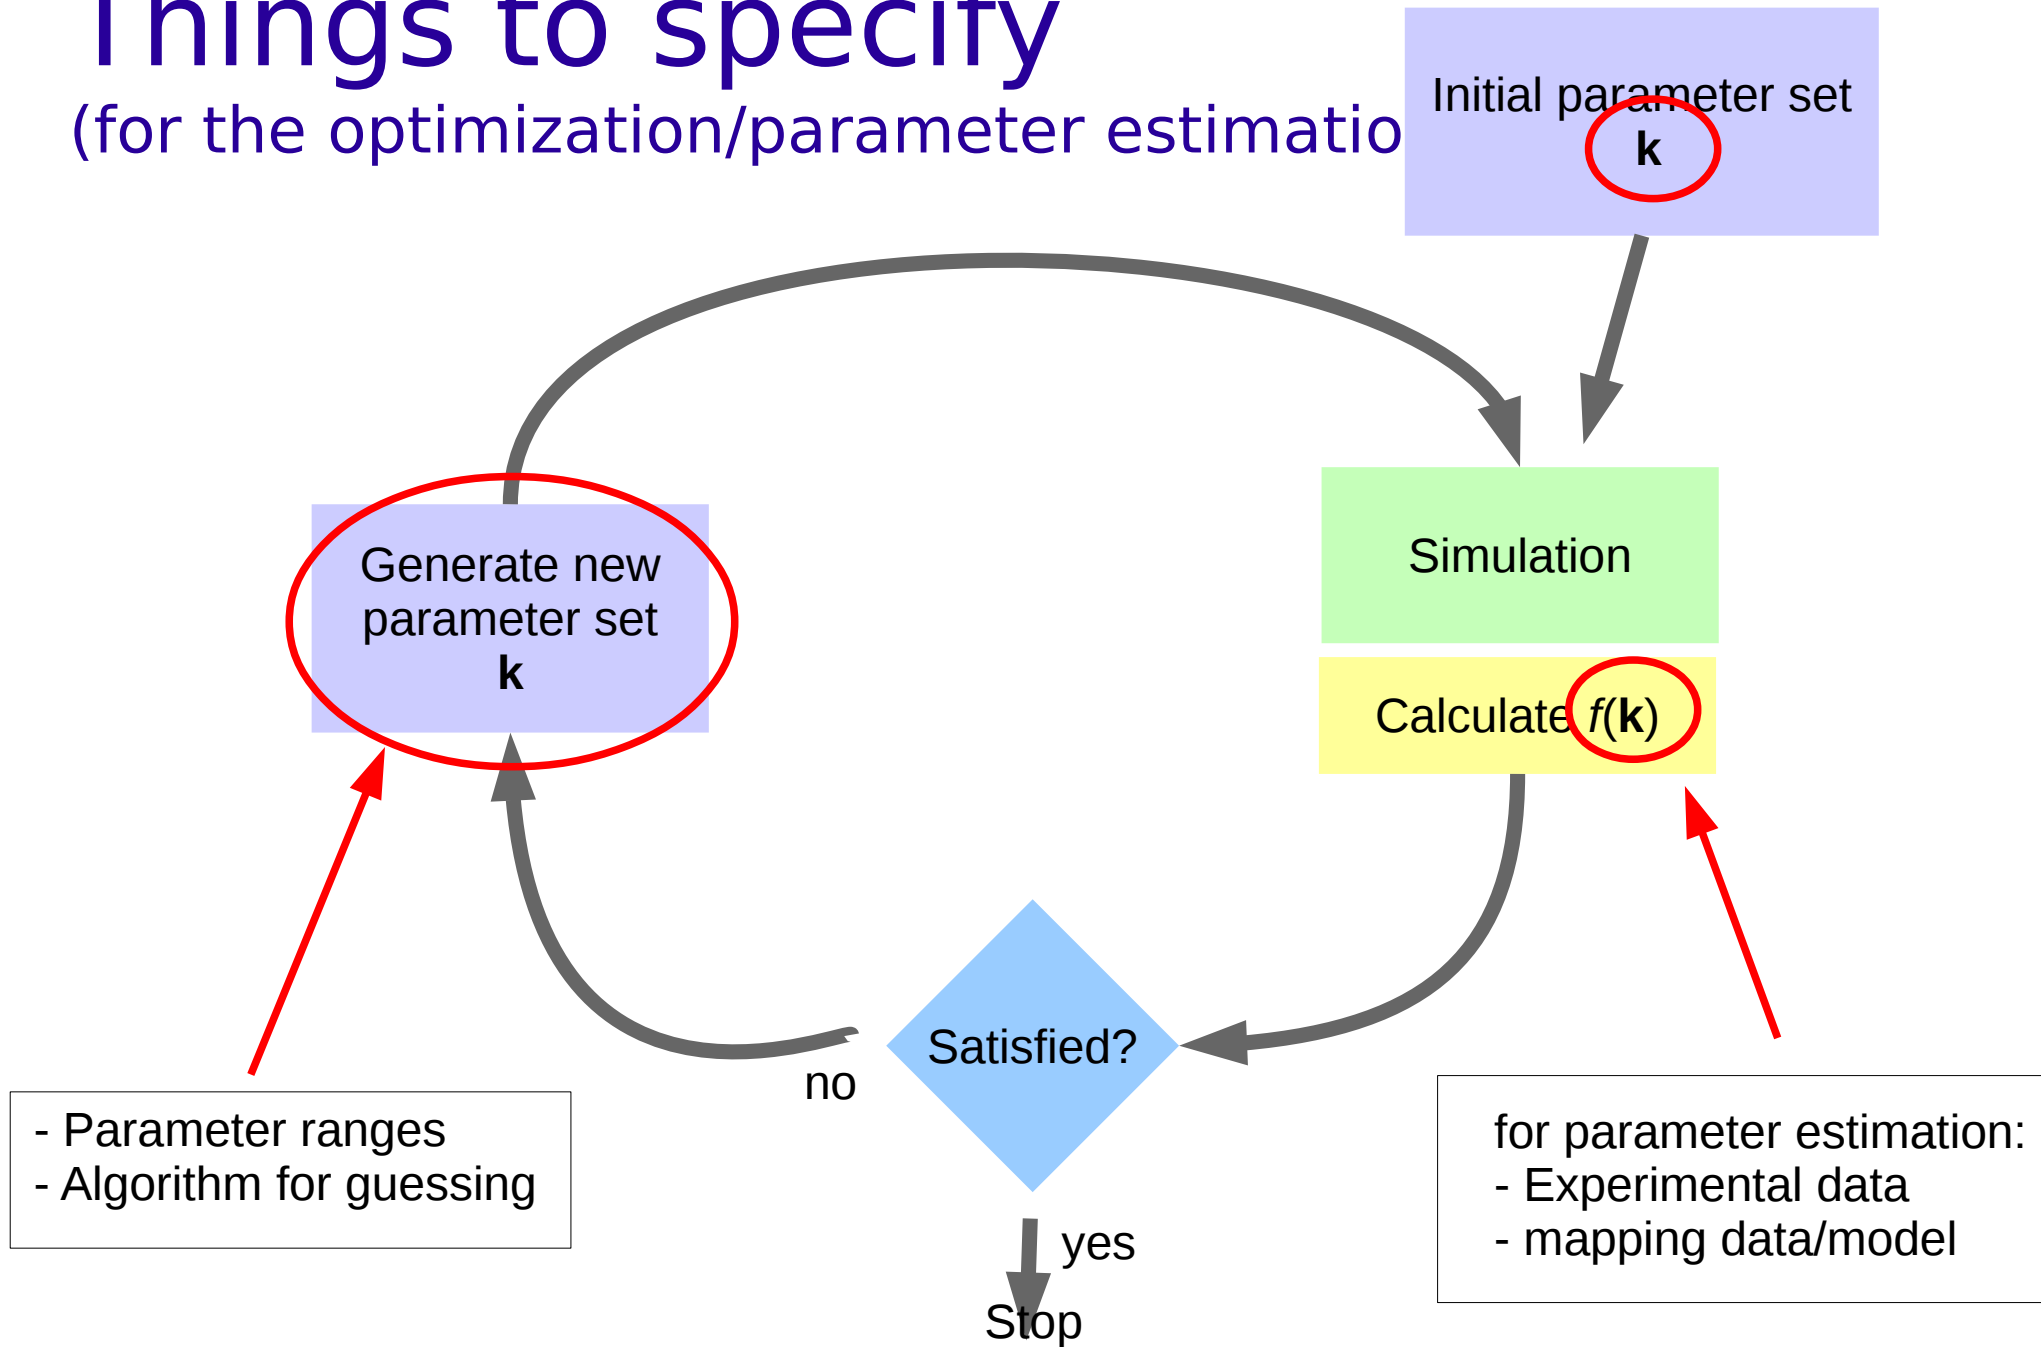 Things to specify
(for the optimization/parameter estimatio
Initial parameter set
k
Generate new
parameter set
k
Simulation
Calculate f(k)
Satisfied?
no
yes
Stop
- Parameter ranges
- Algorithm for guessing
for parameter estimation:
- Experimental data
- mapping data/model